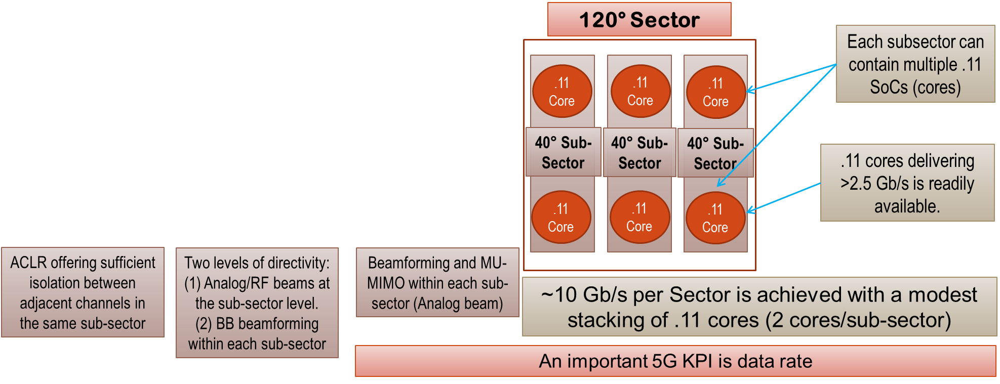 120° Sector
.11
Core
.11
Core
.11
Core
40° Sub-
Sector
40° Sub-
Sector
40° Sub-
Sector
.11
Core
.11
Core
.11
Core
Each subsector can
contain multiple .11
SoCs (cores)
.11 cores delivering
>2.5 Gb/s is readily
available.
ACLR offering sufficient
isolation between
adjacent channels in
the same sub-sector
Two levels of directivity:
(1) Analog/RF beams at
the sub-sector level.
(2) BB beamforming
within each sub-sector
Beamforming and MU-
MIMO within each sub-
sector (Analog beam)
~10 Gb/s per Sector is achieved with a modest
stacking of .11 cores (2 cores/sub-sector)
An important 5G KPI is data rate